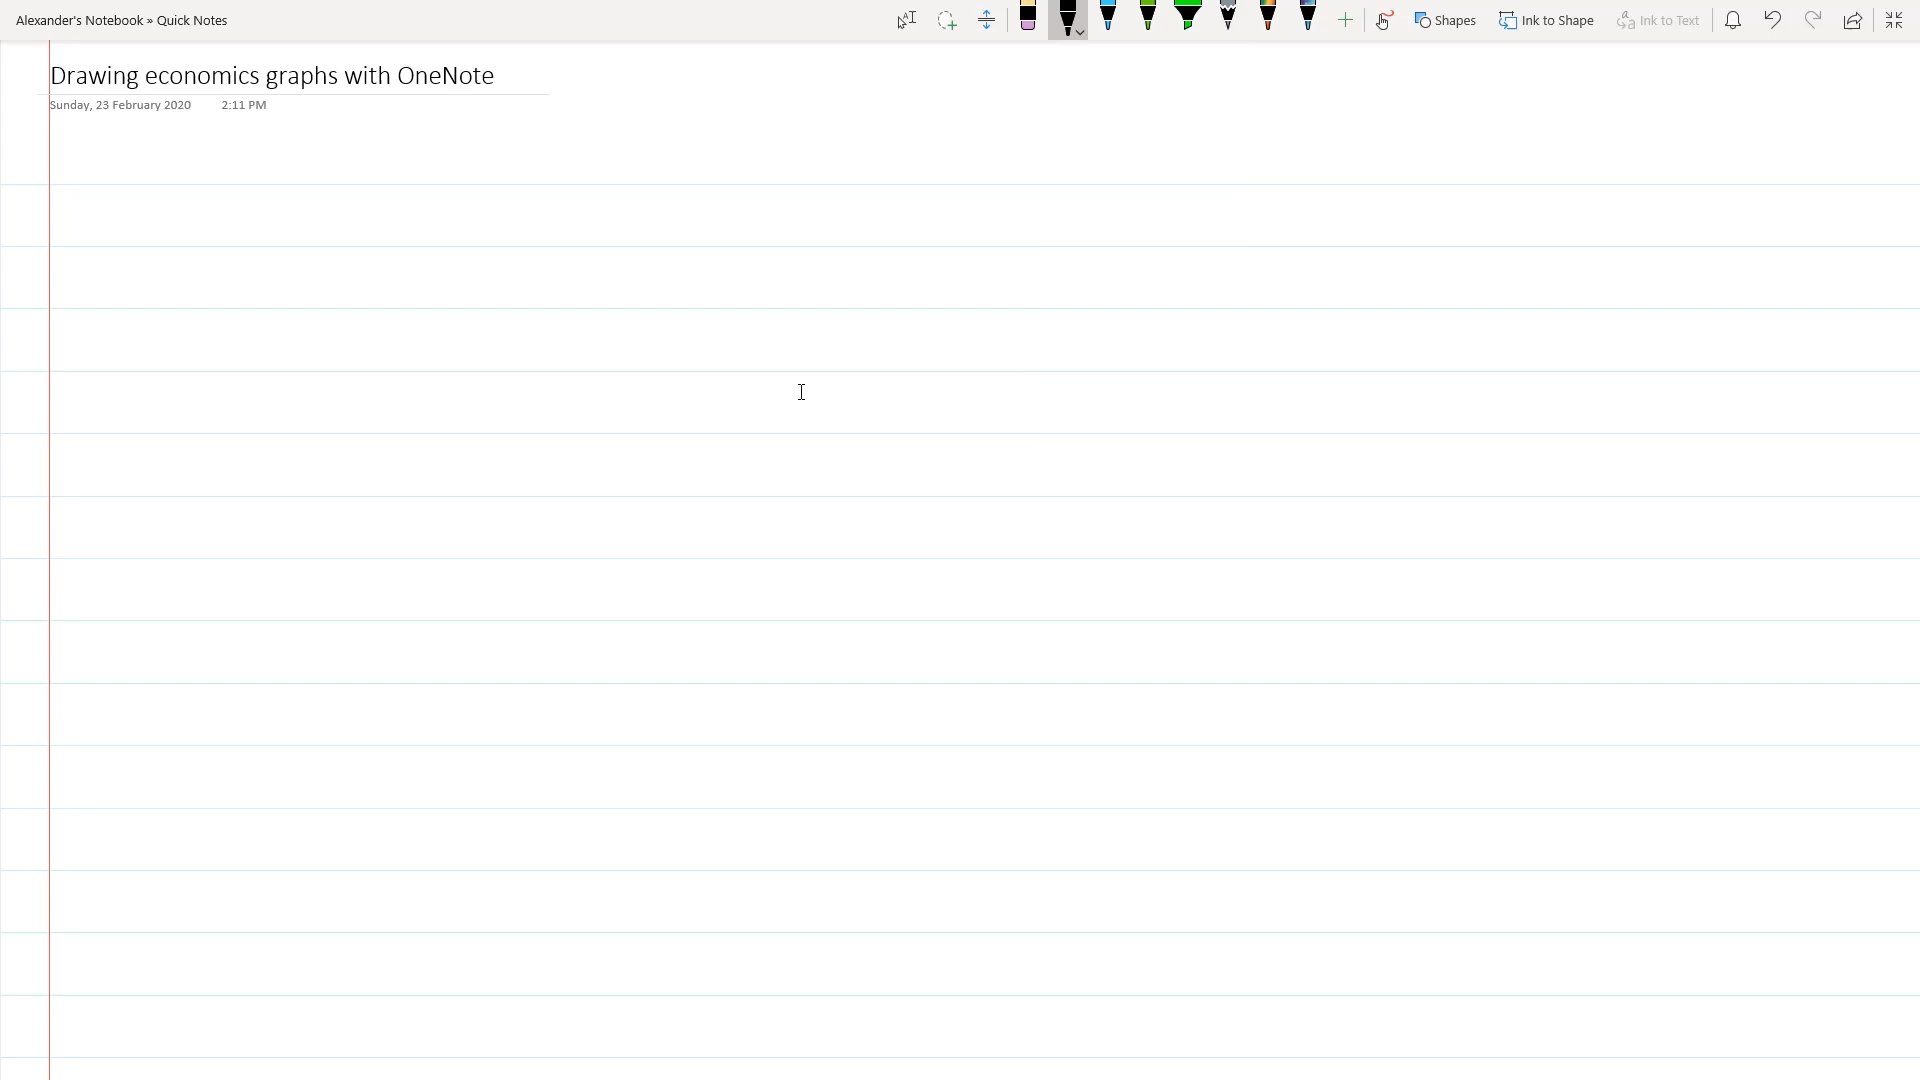 Alexander's Notebook » Quick Notes
Shapes
Ink to Shape
Ink to Text
Drawing economics graphs with OneNote
Sunday, 23 February 2020 2:11 PM